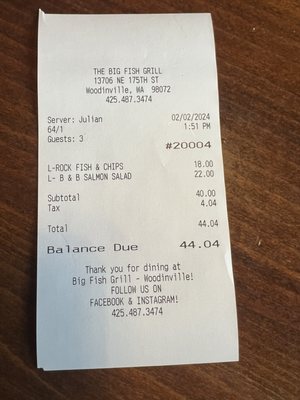 THE BIG FISH GRILL
13706 NE 175TH ST
Woodinville, WA 98072
425.487.3474
Server: Julian 02/02/2024
64/1 1:51 PM
Guests: 3
#20004
L-ROCK FISH & CHIPS 18.00
L- B & B SALMON SALAD 22.00
Subtotal 40.00
Tax 4.04
Total 44.04
Balance Due 44.04
Thank you for dining at
Big Fish Grill - Woodinville!
FOLLOW US ON
FACEBOOK & INSTAGRAM!
425.487.3474